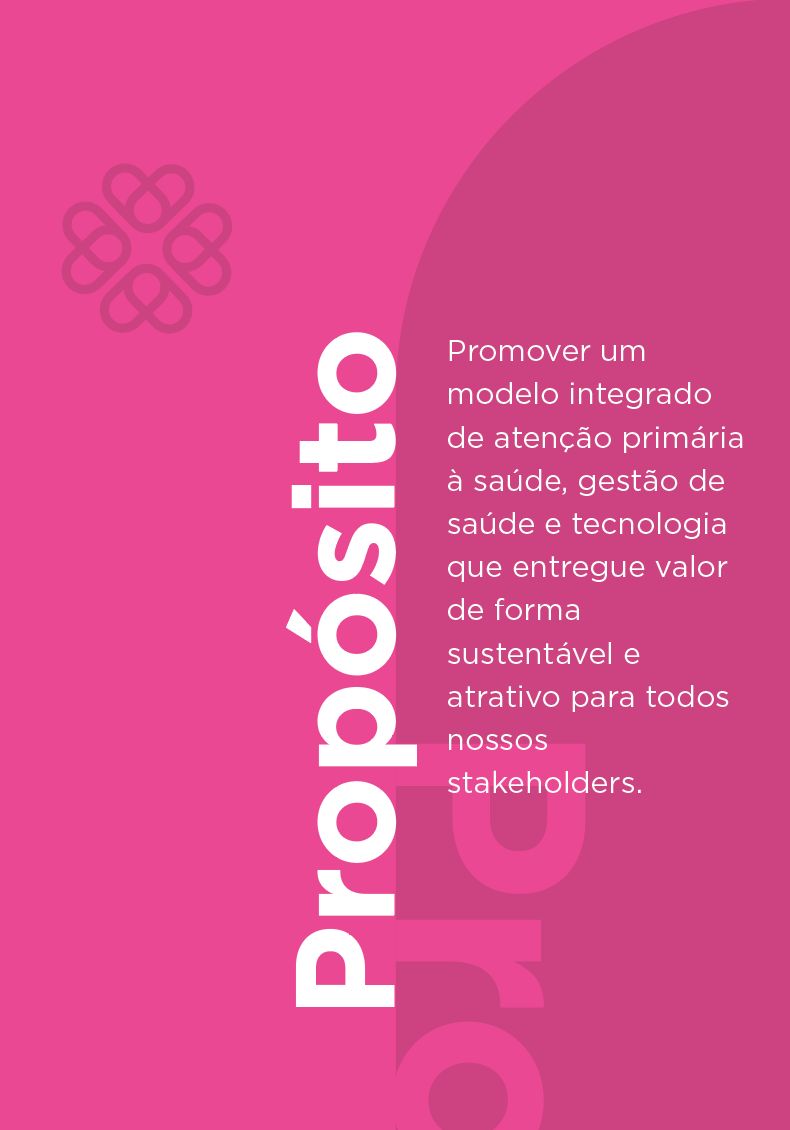 Propósito
Promover um
modelo integrado
de atenção primária
à saúde, gestão de
saúde e tecnologia
que entregue valor
de forma
sustentável e
atrativo para todos
nossos
stakeholders.
Pro